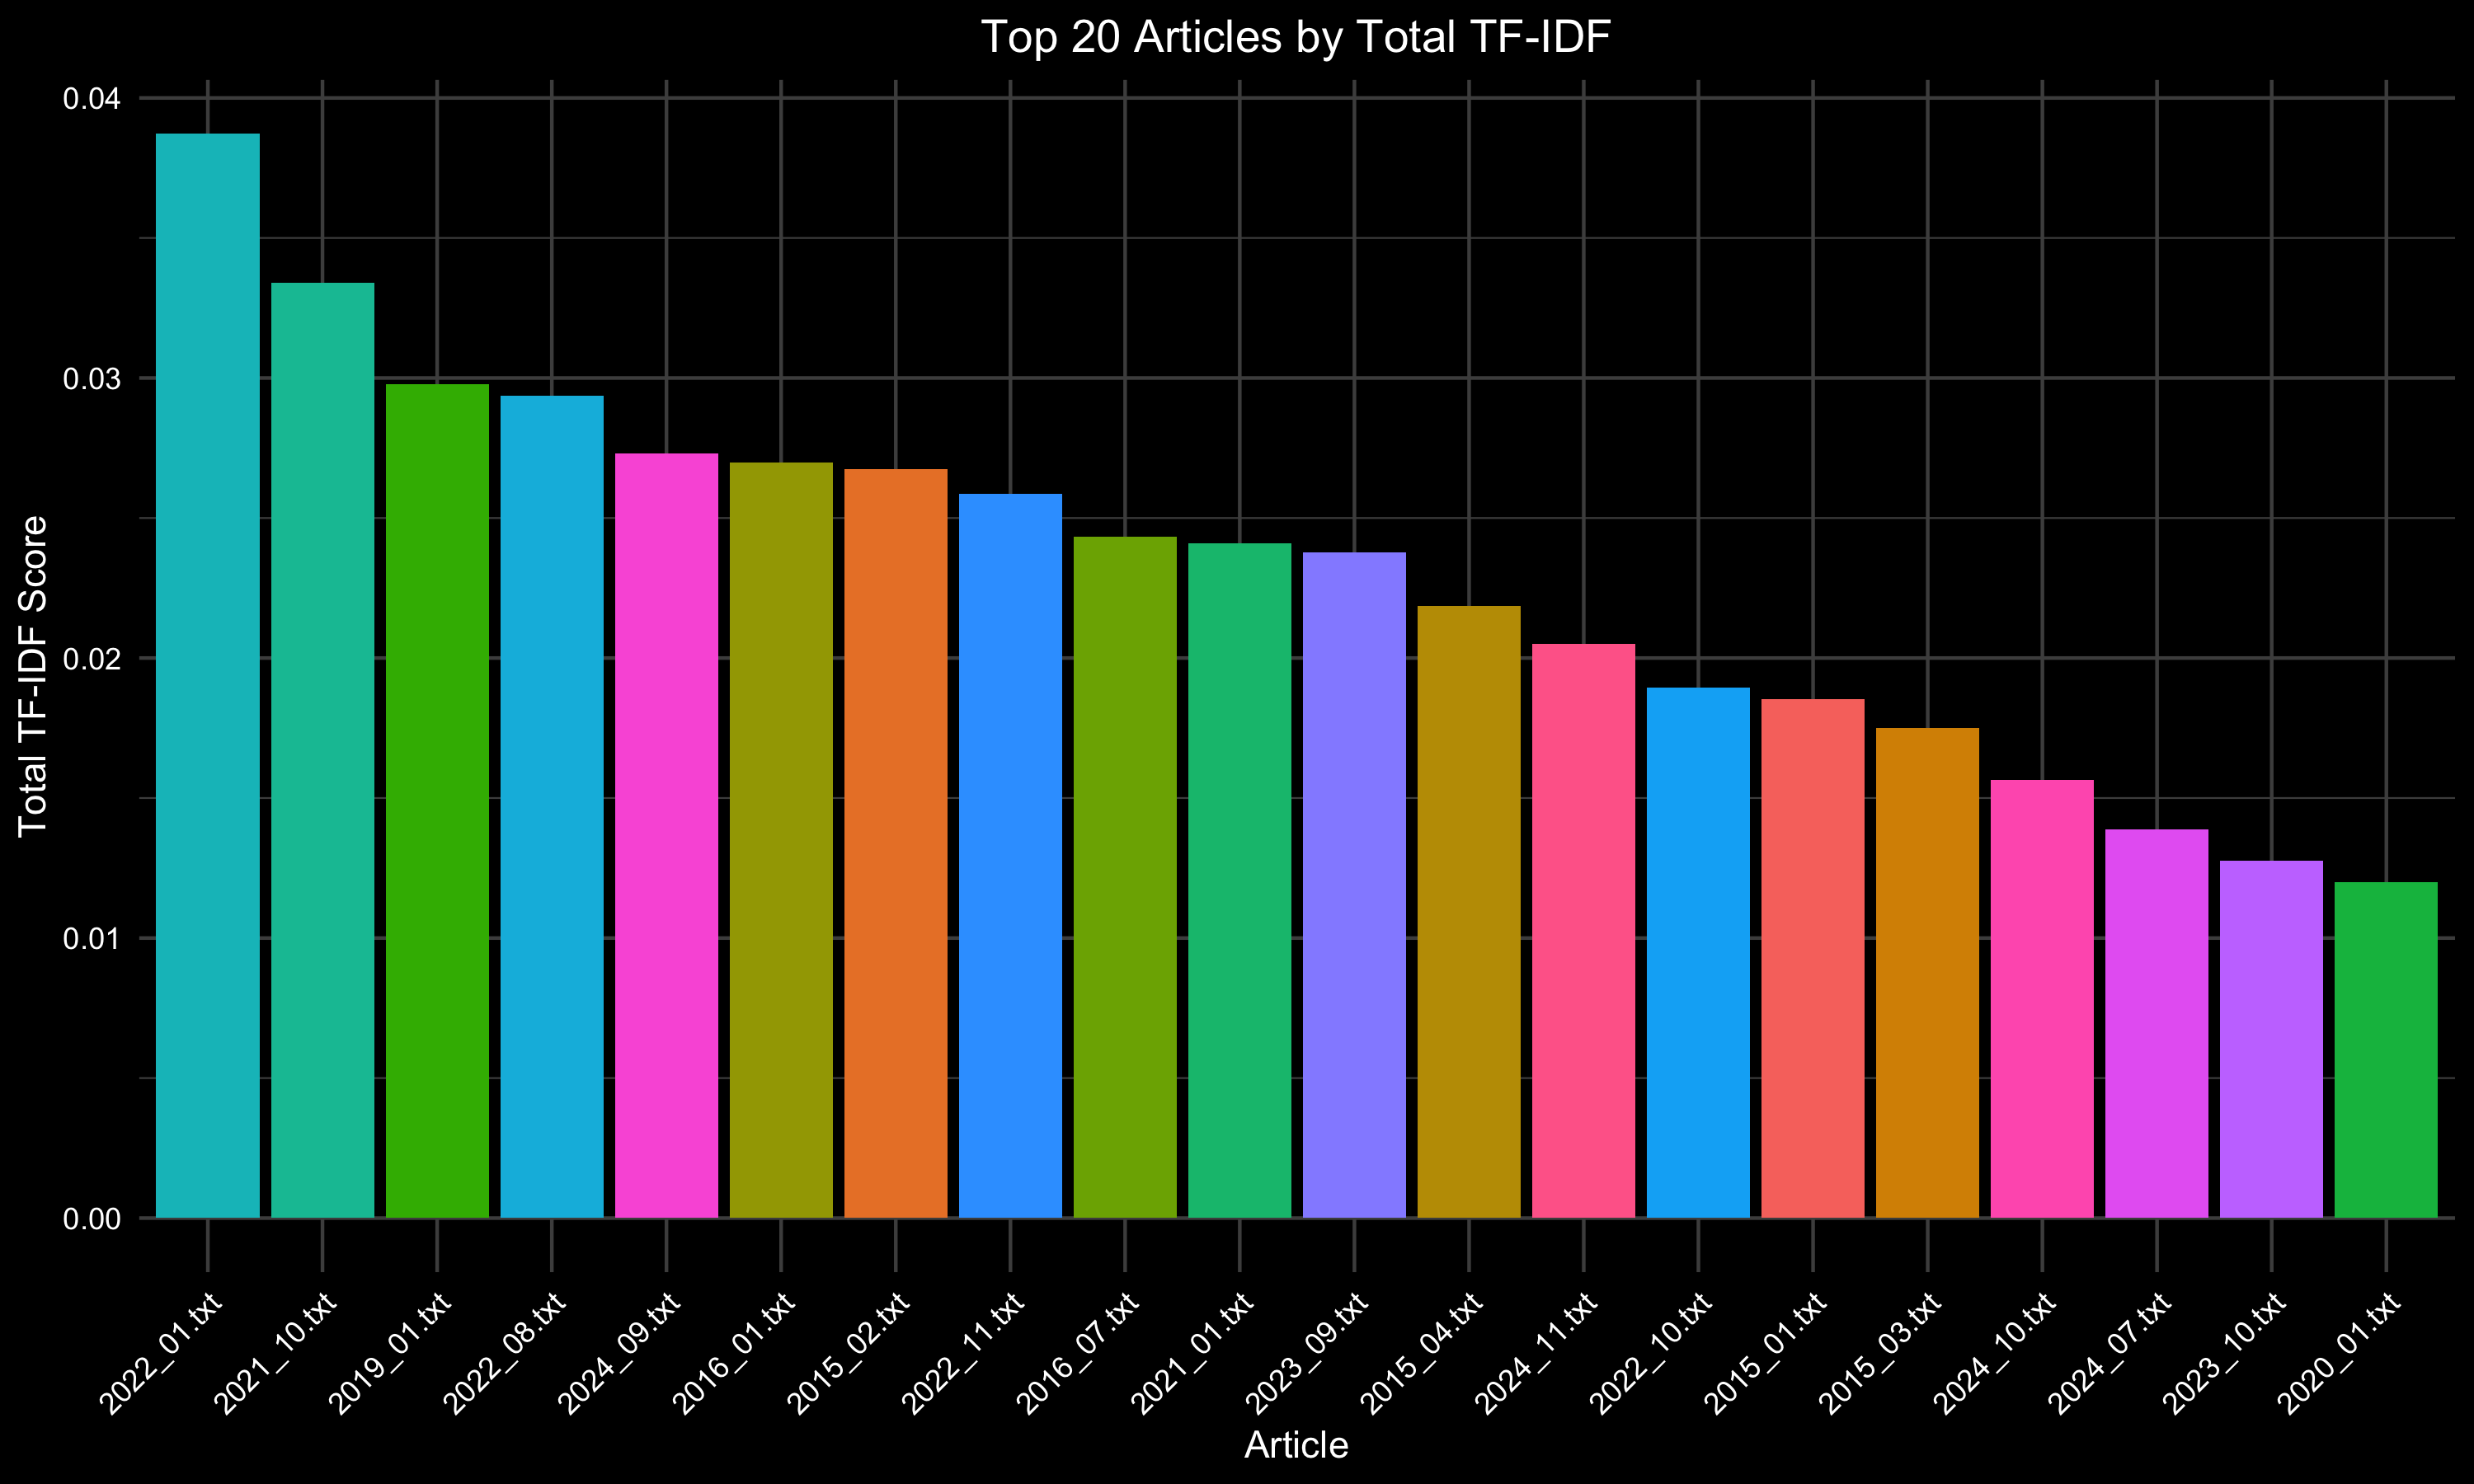 Top 20 Articles by Total TF-IDF
Total TF-IDF Score
0.04
0.03
0.02
0.01
0.00
2022_01.txt
2021_10.txt
2019_01.txt
2022_08.txt
2024_09.txt
2016_01.txt
2015_02.txt
2022_11.txt
2016_07.txt
2021_01.txt
2023_09.txt
2015_04.txt
2024_11.txt
2022_10.txt
2015_01.txt
2015_03.txt
2024_10.txt
2024_07.txt
2023_10.txt
2020_01.txt
Article